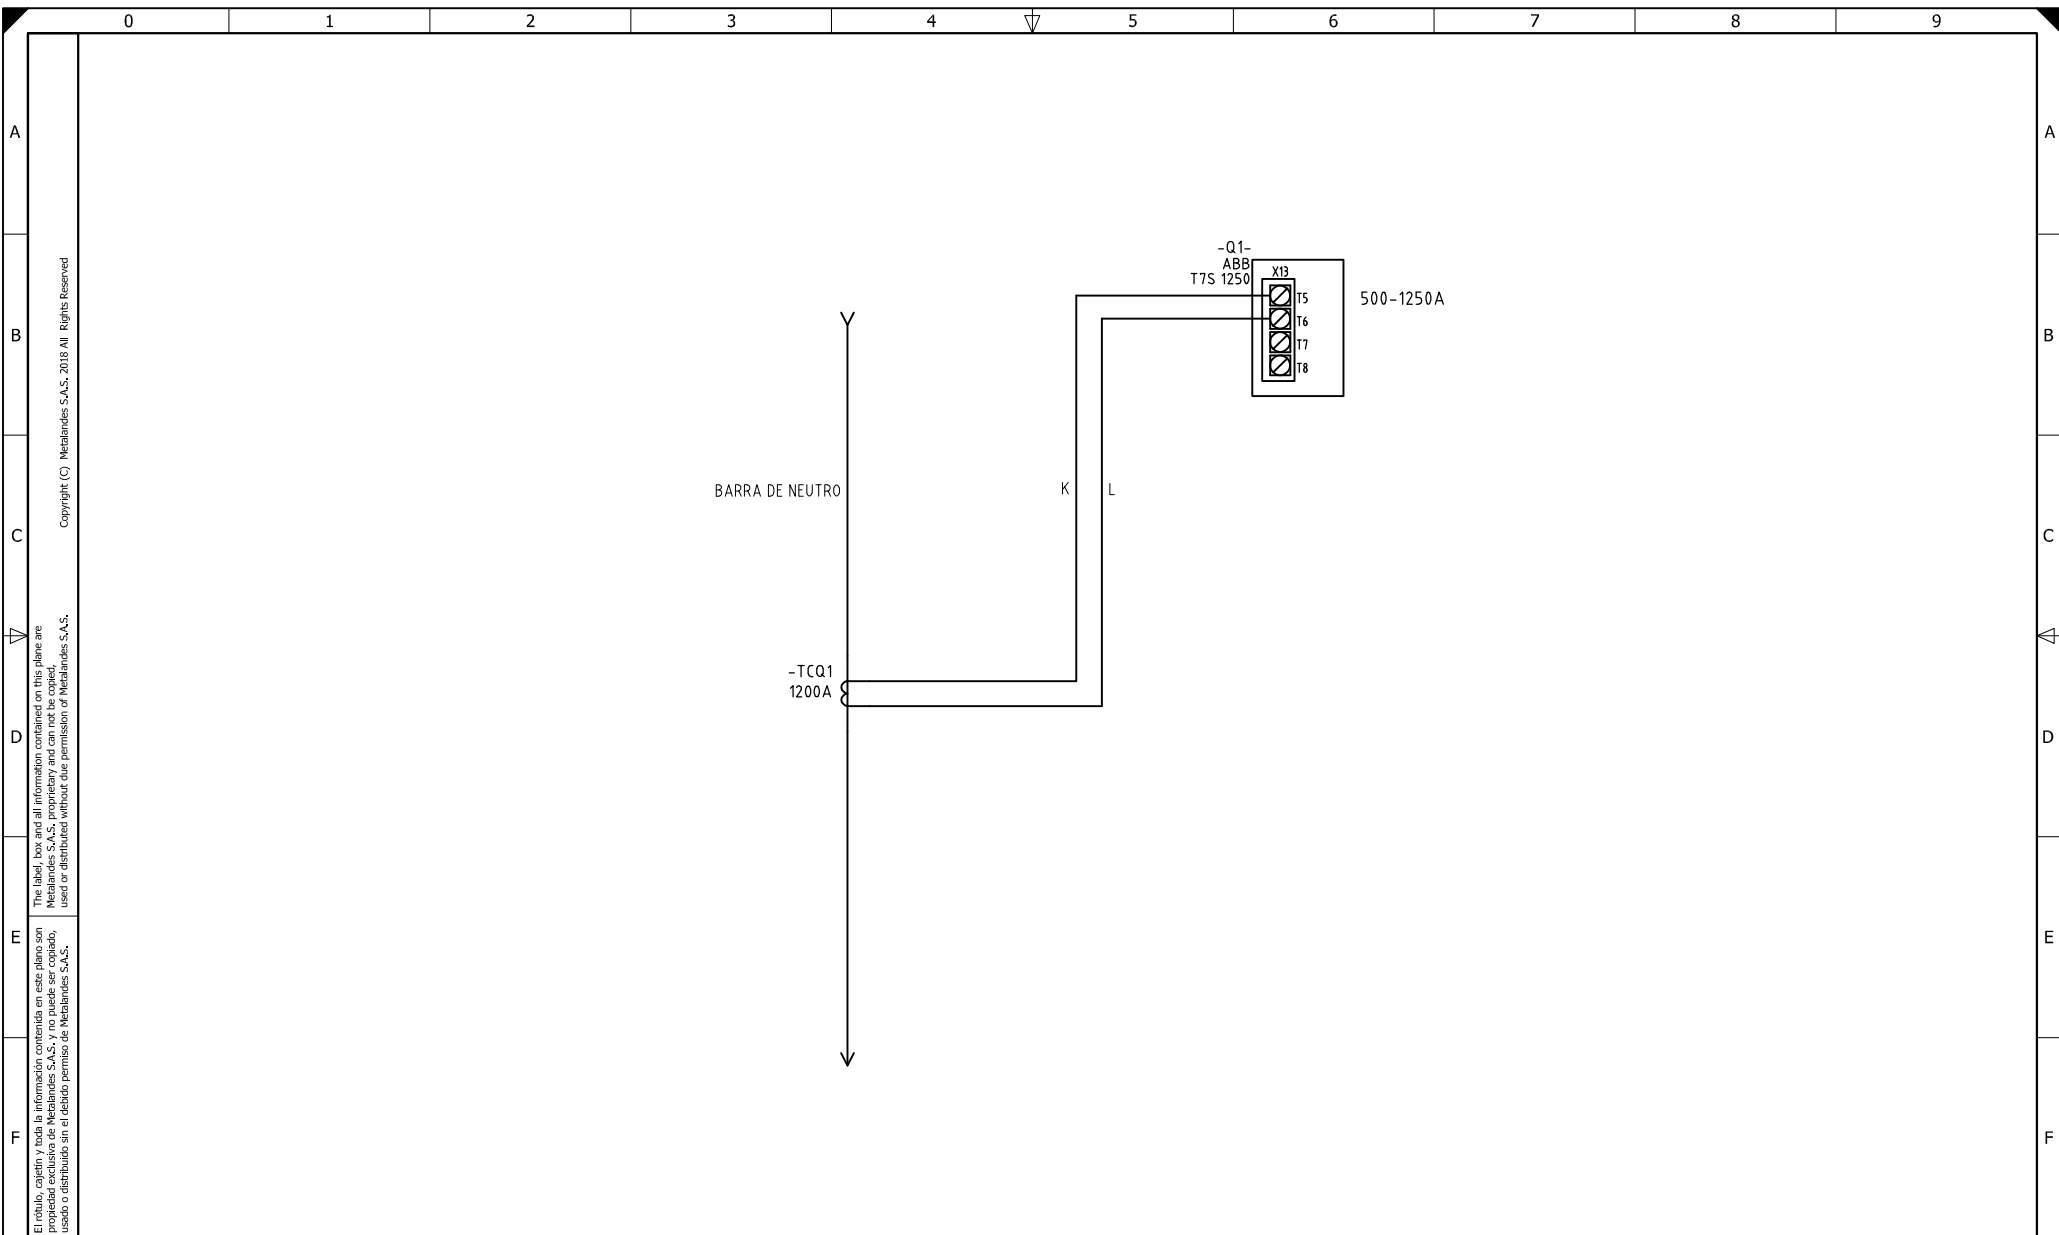 0 1 2 3 4 5 6 7 8 9
A A
B B
C C
D D
E E
F F
-Q1-
ABB
T7S 1250
X13
T5
T6
T7
T8
500-1250A
BARRA DE NEUTRO
K
L
-TCQ1
1200A
Copyright (C) Metalandes S.A.S. 2018 All Rights Reserved
The label, box and all information contained on this plane are
Metalandes S.A.S. proprietary and can not be copied,
used or distributed without due permission of Metalandes S.A.S.
El rótulo, cajetín y toda la información contenida en este plano son
propiedad exclusiva de Metalandes S.A.S. y no puede ser copiado,
usado o distribuido sin el debido permiso de Metalandes S.A.S.